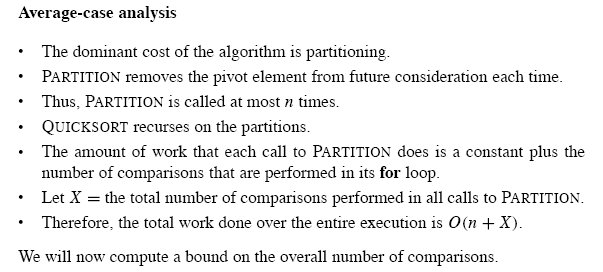 Average-case analysis
• The dominant cost of the algorithm is partitioning.
• PARTITION removes the pivot element from future consideration each time.
• Thus, PARTITION is called at most n times.
• QUICKSORT recurses on the partitions.
• The amount of work that each call to PARTITION does is a constant plus the
number of comparisons that are performed in its for loop.
• Let X = the total number of comparisons performed in all calls to PARTITION.
• Therefore, the total work done over the entire execution is O(n + X).
We will now compute a bound on the overall number of comparisons.